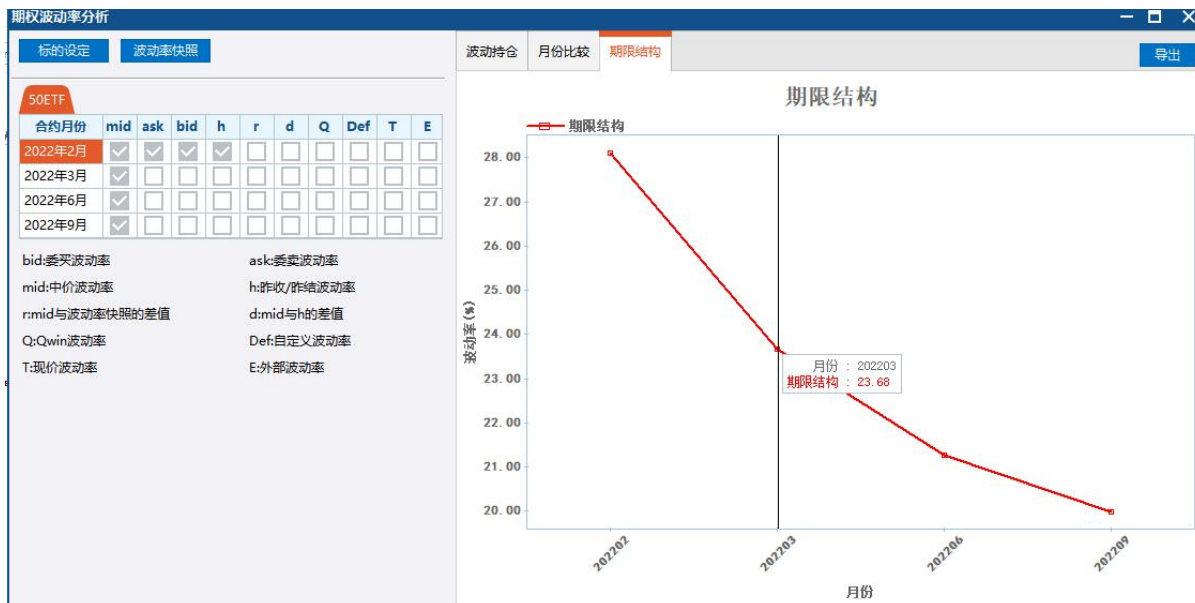 期权波动率分析
标的设定 波动率快照
50ETF
合约月份 mid ask bid h r d Q Def T E
2022年2月
2022年3月
2022年6月
2022年9月
bid:委买波动率 ask:委卖波动率
mid:中价波动率 h:昨收/昨结波动率
r:mid与波动率快照的差值 d:mid与h的差值
Q:Qwin波动率 Def:自定义波动率
T:现价波动率 E:外部波动率
波动持仓 月份比较 期限结构
导出
期限结构
期限结构
波动率(%)
28.00
27.00
26.00
25.00
24.00
23.00
22.00
21.00
20.00
月份 : 202203
期限结构 : 23.68
202202 202203 202206 202209
月份